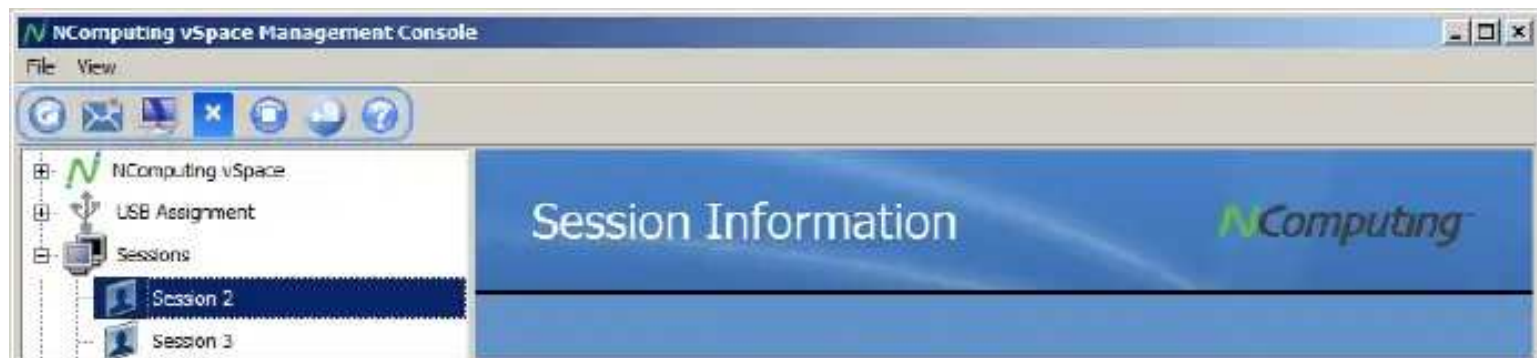 NComputing vSpace Management Console
File View
NComputing vSpace
USB Assignment
Sessions
Session 2
Session 3
Session Information
NComputing